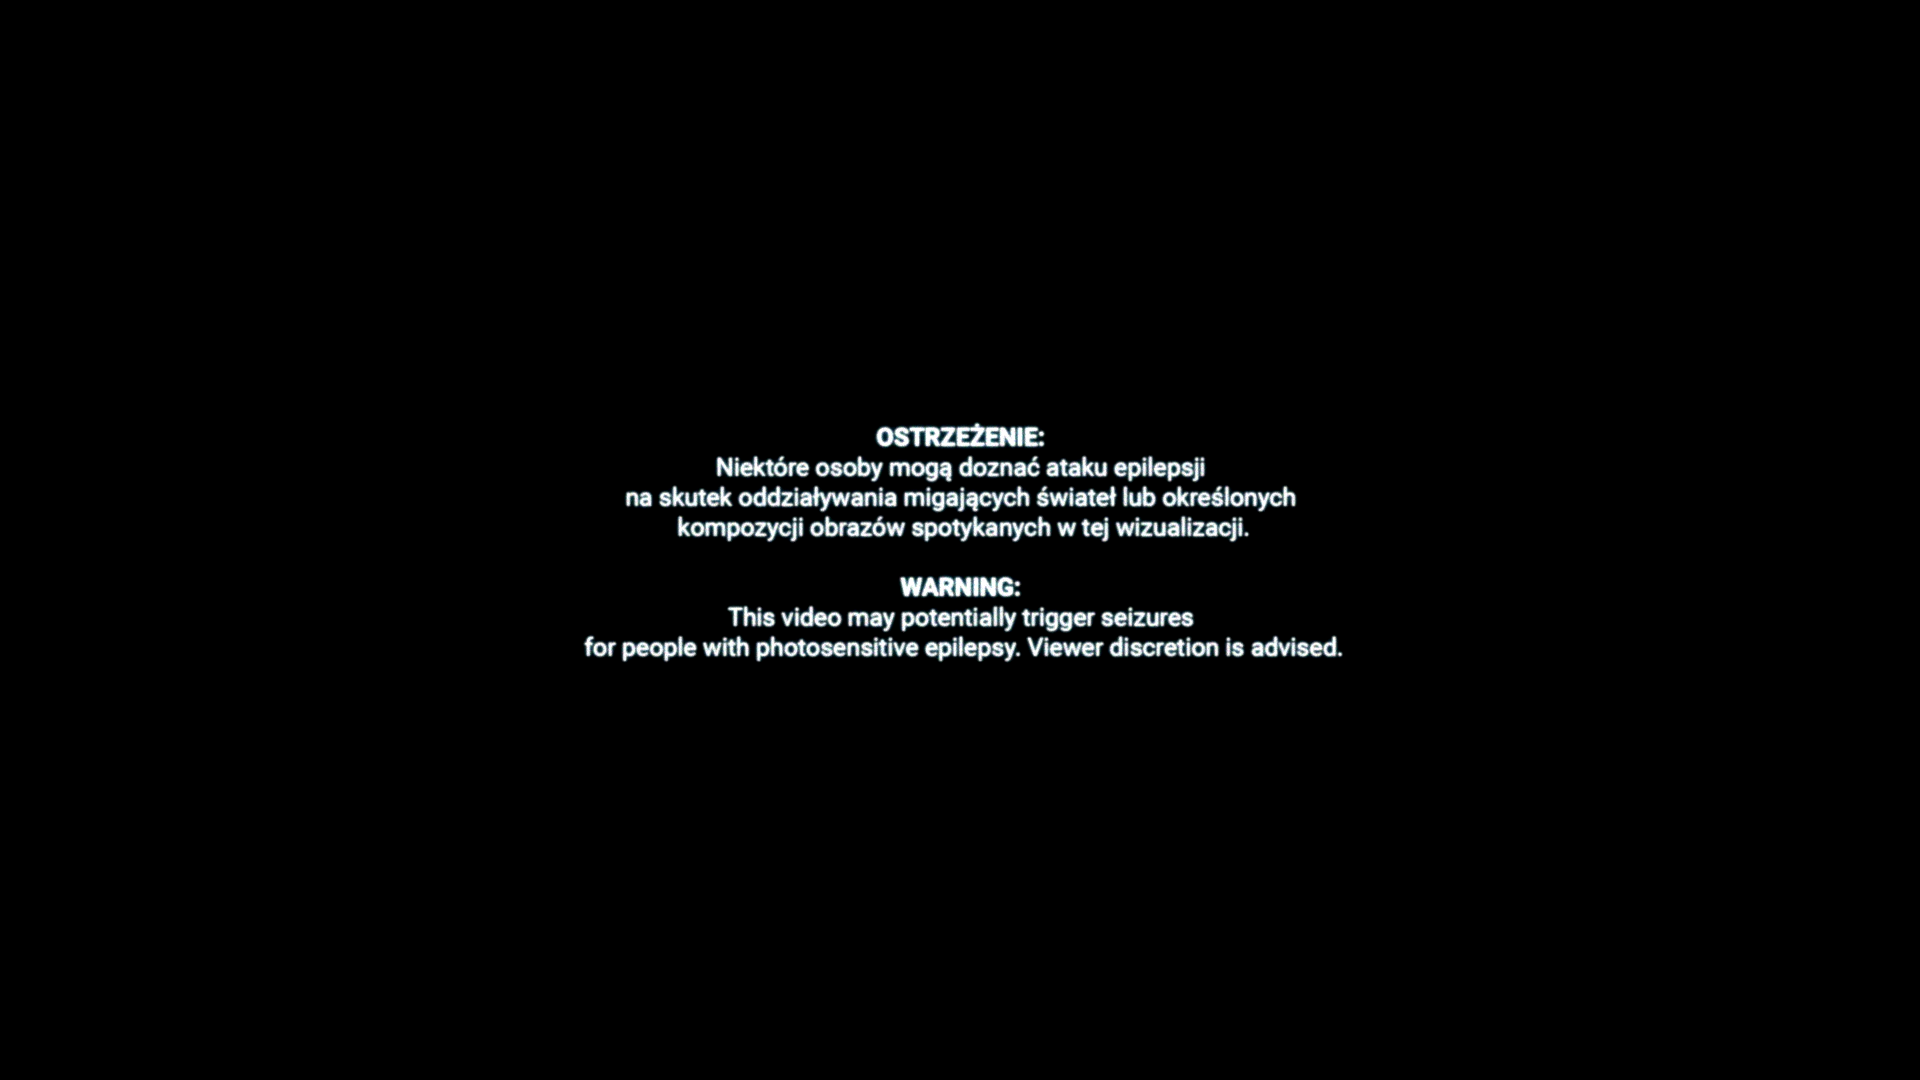 OSTRZEŻENIE:
Niektóre osoby mogą doznać ataku epilepsji
na skutek oddziaływania migających świateł lub określonych
kompozycji obrazów spotykanych w tej wizualizacji.
WARNING:
This video may potentially trigger seizures
for people with photosensitive epilepsy. Viewer discretion is advised.